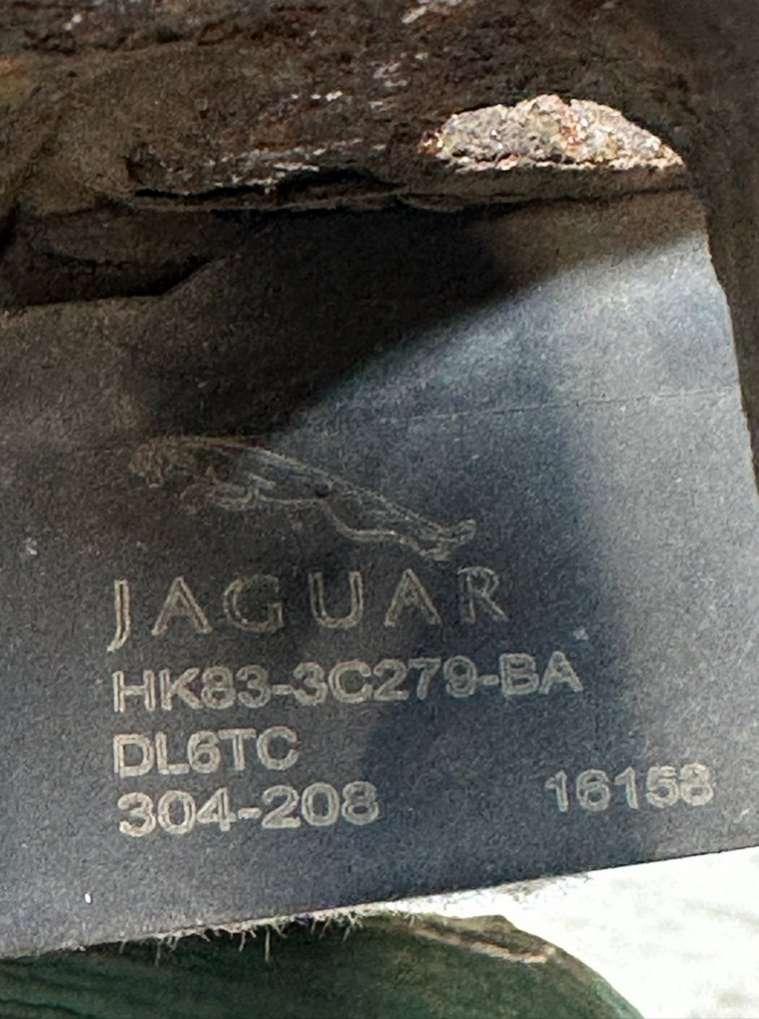 JAGUAR
HK83-3C279-BA
DL6TC
304-208 16158